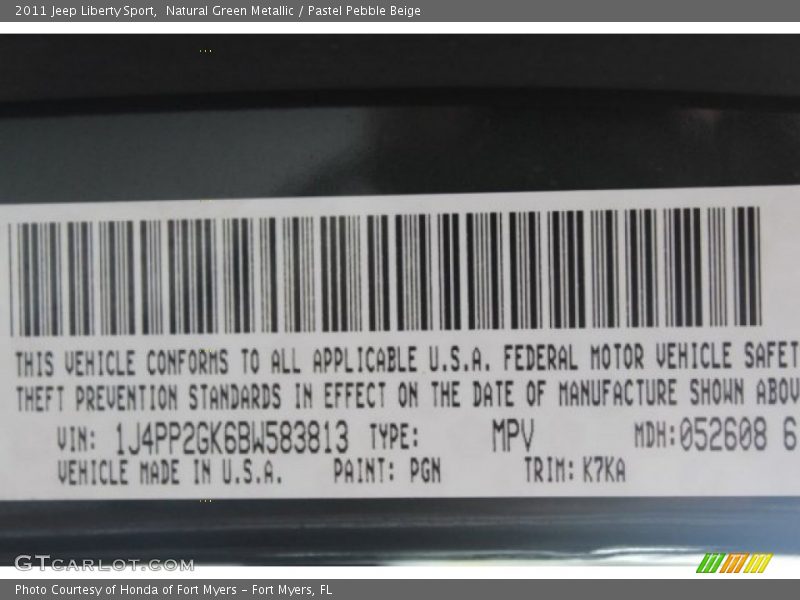 2011 Jeep Liberty Sport, Natural Green Metallic / Pastel Pebble Beige
THIS VEHICLE CONFORMS TO ALL APPLICABLE U.S.A. FEDERAL MOTOR VEHICLE SAFET
THEFT PREVENTION STANDARDS IN EFFECT ON THE DATE OF MANUFACTURE SHOWN ABOV
VIN: 1J4PP2GK6BW583813 TYPE: MPV MDH:052608 6
VEHICLE MADE IN U.S.A. PAINT: PGN TRIM: K7KA
GTCARLOT.COM
Photo Courtesy of Honda of Fort Myers - Fort Myers, FL